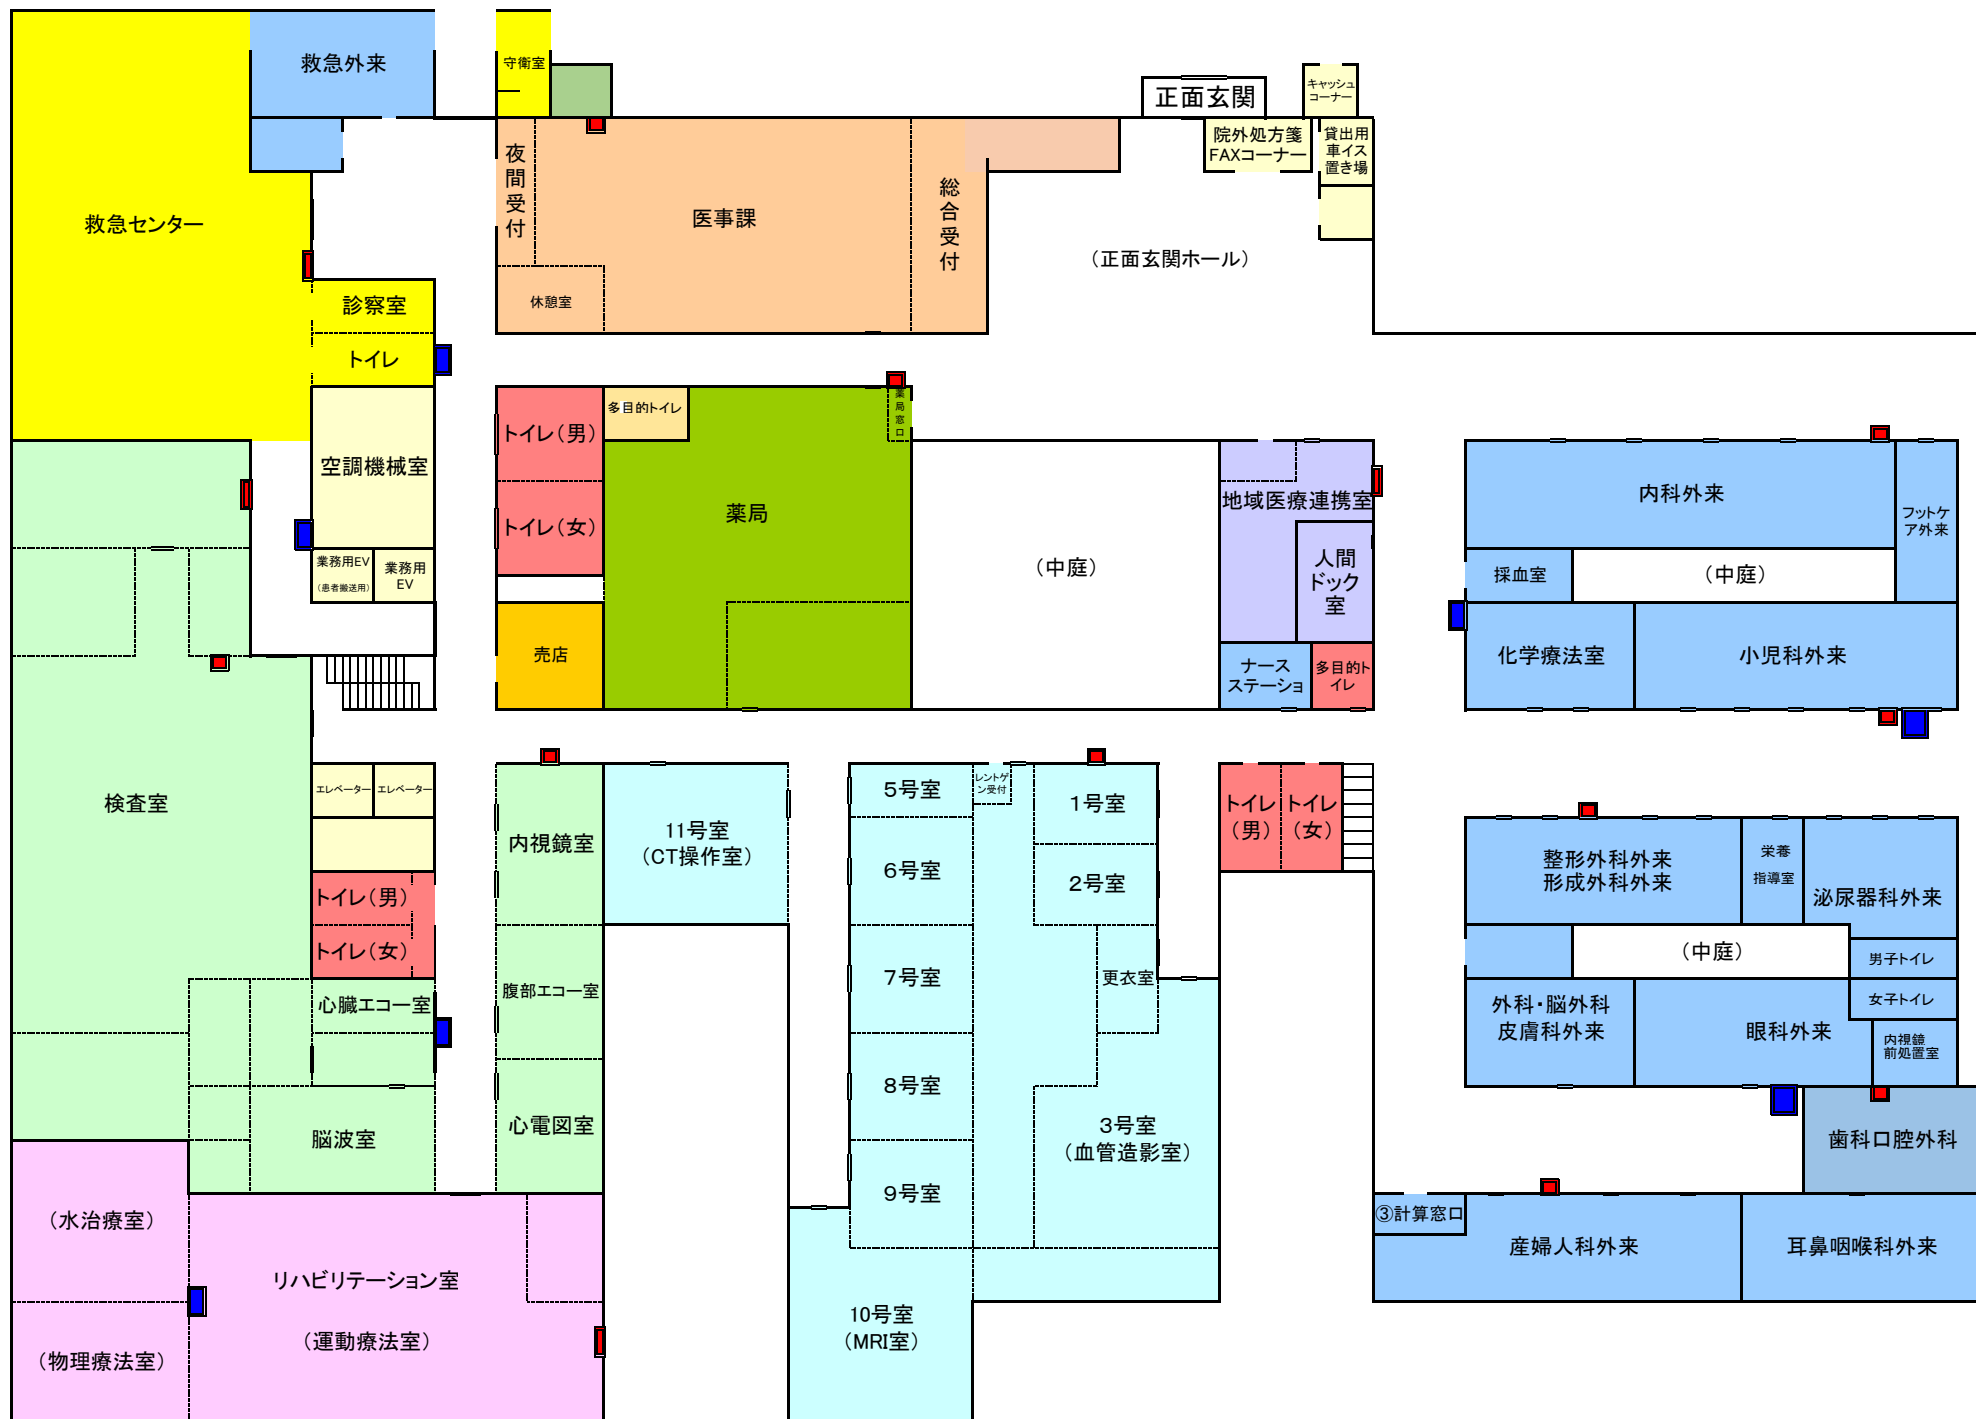 救急外来
守衛室
正面玄関
キャッシュ
コーナー
院外処方箋
FAXコーナー
貸出用
車イス
置き場
救急センター
夜間受付
医事課
総合受付
（正面玄関ホール）
休憩室
診察室
トイレ
空調機械室
業務用EV
（患者搬送用）
業務用
EV
トイレ（男）
トイレ（女）
多目的トイレ
薬局窓口
薬局
売店
（中庭）
地域医療連携室
人間
ドック
室
ナース
ステーショ
多目的ト
イレ
内科外来
フットケ
ア外来
採血室
（中庭）
化学療法室
小児科外来
検査室
エレベーター
エレベーター
トイレ（男）
トイレ（女）
心臓エコー室
脳波室
内視鏡室
腹部エコー室
心電図室
11号室
（CT操作室）
5号室
6号室
7号室
8号室
9号室
10号室
（MRI室）
レントゲ
ン受付
1号室
2号室
更衣室
3号室
（血管造影室）
トイレ
（男）
トイレ
（女）
整形外科外来
形成外科外来
栄養
指導室
泌尿器科外来
（中庭）
男子トイレ
女子トイレ
外科・脳外科
皮膚科外来
眼科外来
内視鏡
前処置室
歯科口腔外科
③計算窓口
産婦人科外来
耳鼻咽喉科外来
（水治療室）
リハビリテーション室
（運動療法室）
（物理療法室）